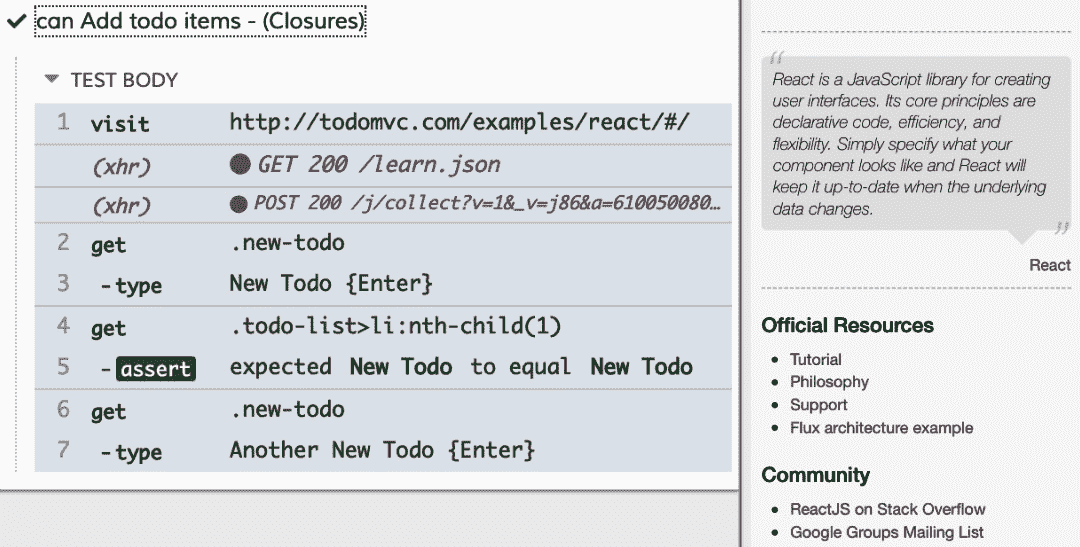 can Add todo items - (Closures)
TEST BODY
1 visit http://todomvc.com/examples/react/#/
(xhr) GET 200 /learn.json
(xhr) POST 200 /j/collect?v=1&_v=j86&a=610050080…
2 get .new-todo
3 -type New Todo {Enter}
4 get .todo-list>li:nth-child(1)
5 -assert expected New Todo to equal New Todo
6 get .new-todo
7 -type Another New Todo {Enter}
“
React is a JavaScript library for creating
user interfaces. Its core principles are
declarative code, efficiency, and
flexibility. Simply specify what your
component looks like and React will
keep it up-to-date when the underlying
data changes.
”
React
Official Resources
• Tutorial
• Philosophy
• Support
• Flux architecture example
Community
• ReactJS on Stack Overflow
• Google Groups Mailing List